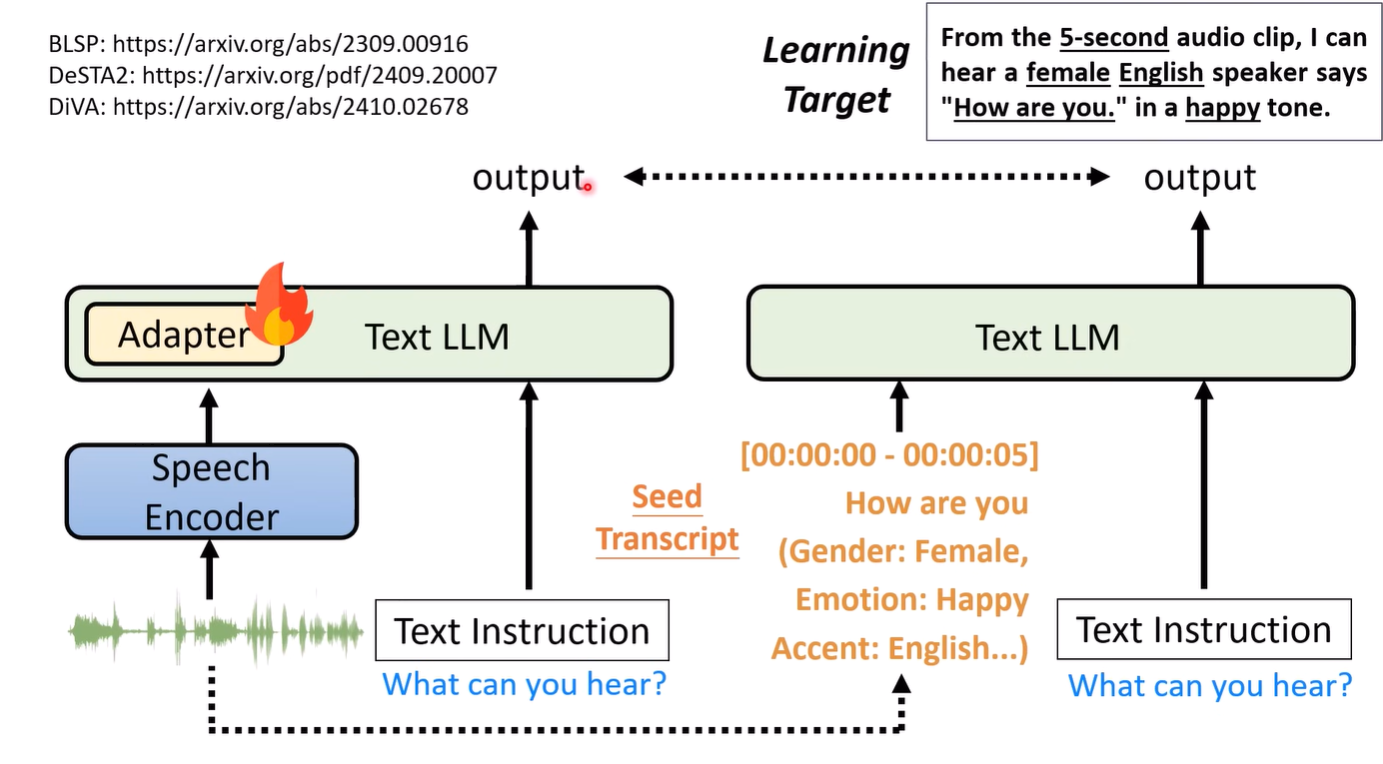 BLSP: https://arxiv.org/abs/2309.00916
DeSTA2: https://arxiv.org/pdf/2409.20007
DiVA: https://arxiv.org/abs/2410.02678
Learning
Target
From the 5-second audio clip, I can
hear a female English speaker says
"How are you." in a happy tone.
output
output
Adapter
Text LLM
Text LLM
Speech
Encoder
Seed
Transcript
[00:00:00 - 00:00:05]
How are you
(Gender: Female,
Emotion: Happy
Accent: English...)
Text Instruction
What can you hear?
Text Instruction
What can you hear?